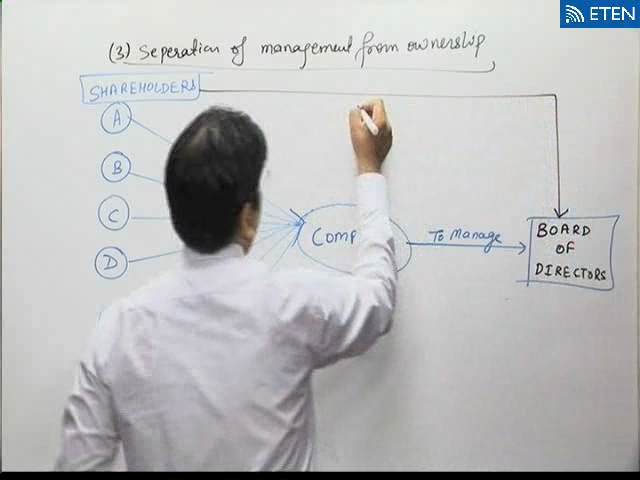 ETEN
(3) Seperation of management from ownership
SHAREHOLDERS
A
B
C
D
COMP
To Manage
BOARD
OF
DIRECTORS